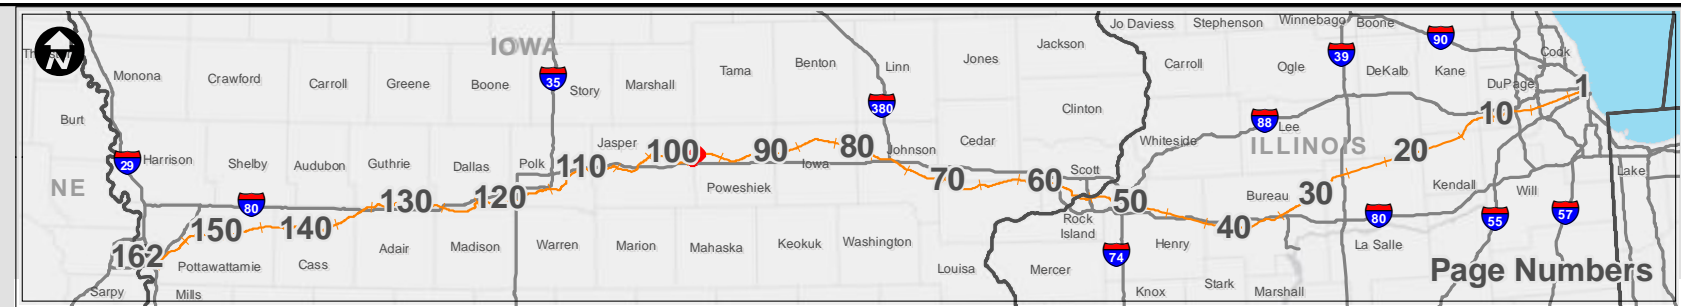 Jo Daviess Stephenson Winnebago Boone
IOWA
N
Jackson
90
Cook
39
Th
Monona
Crawford
Carroll
Greene
Boone
35
Story
Marshall
Tama
Benton
Linn
Jones
Carroll
Ogle
DeKalb
Kane
DuPage
1
380
Clinton
10
Burt
88
Lee
Whiteside
ILLINOIS
Jasper
100
90
80
Johnson
Cedar
20
29
Harrison
Shelby
Audubon
Guthrie
Dallas
Polk
110
Iowa
Scott
Lake
NE
Poweshiek
70
60
Bureau
30
Kendall
Will
80
130
120
50
150
140
Rock
Island
40
80
55
57
162
Adair
Madison
Warren
Marion
Mahaska
Keokuk
Washington
Henry
La Salle
74
Pottawattamie
Cass
Louisa
Mercer
Stark
Page Numbers
Sarpy
Mills
Knox
Marshall